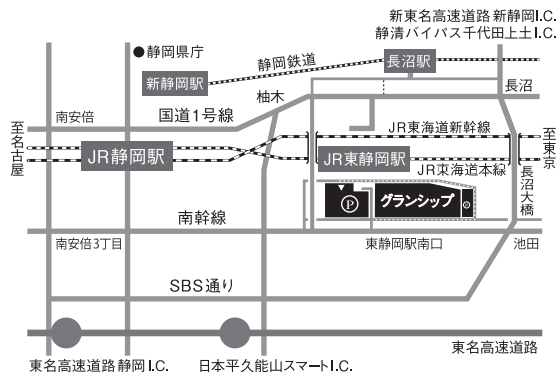 新東名高速道路 新静岡I.C.
静清バイパス千代田上土I.C.
静岡県庁
静岡鉄道
長沼駅
新静岡駅
柚木
長沼
南安倍
国道1号線
至名古屋
JR東海道新幹線
至東京
JR静岡駅
JR東静岡駅
JR東海道本線
長沼大橋
P
グランシップ
南幹線
南安倍3丁目
東静岡駅南口
池田
SBS通り
東名高速道路
東名高速道路 静岡I.C.
日本平久能山スマートI.C.